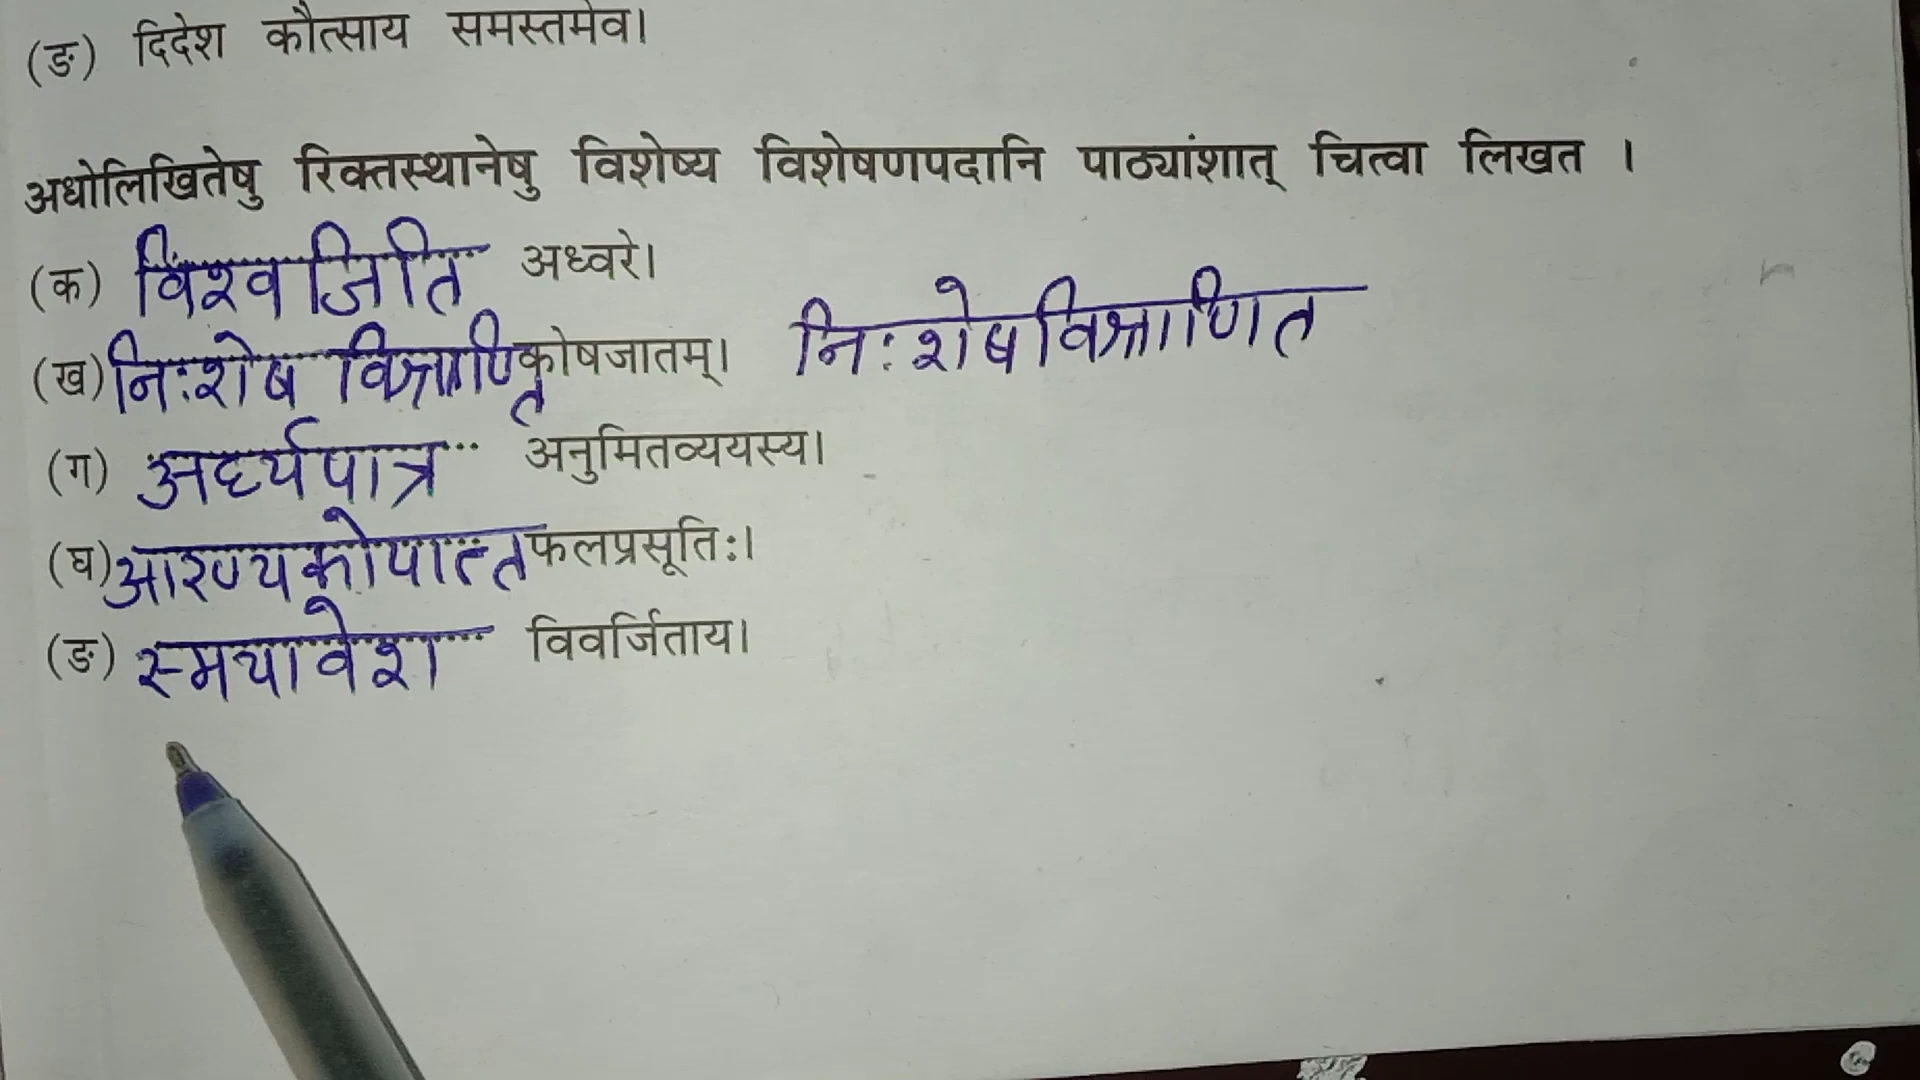 (ङ) दिदेश कौत्साय समस्तमेव।
अधोलिखितेषु रिक्तस्थानेषु विशेष्य विशेषणपदानि पाठ्यांशात् चित्वा लिखत ।
(क) विश्वजिति अध्वरे।
(ख) निःशेष विश्राणित कोषजातम्। निःशेषविश्राणित
(ग) अर्घ्यपात्र अनुमितव्ययस्य।
(घ) आरण्यकोपात्त फलप्रसूतिः।
(ङ) स्मयावेश विवर्जिताय।